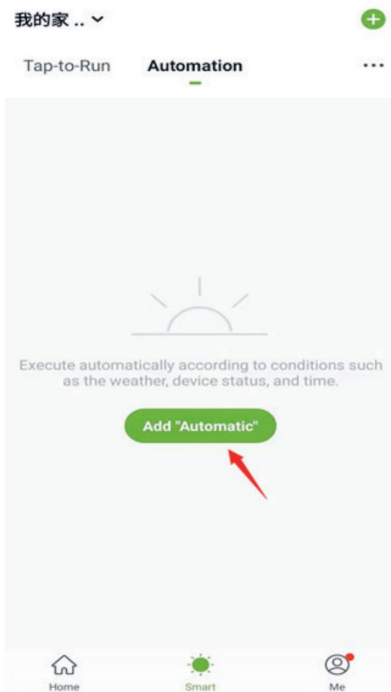 我的家 ..
Tap-to-Run Automation
Execute automatically according to conditions such
as the weather, device status, and time.
Add "Automatic"
Home Smart Me